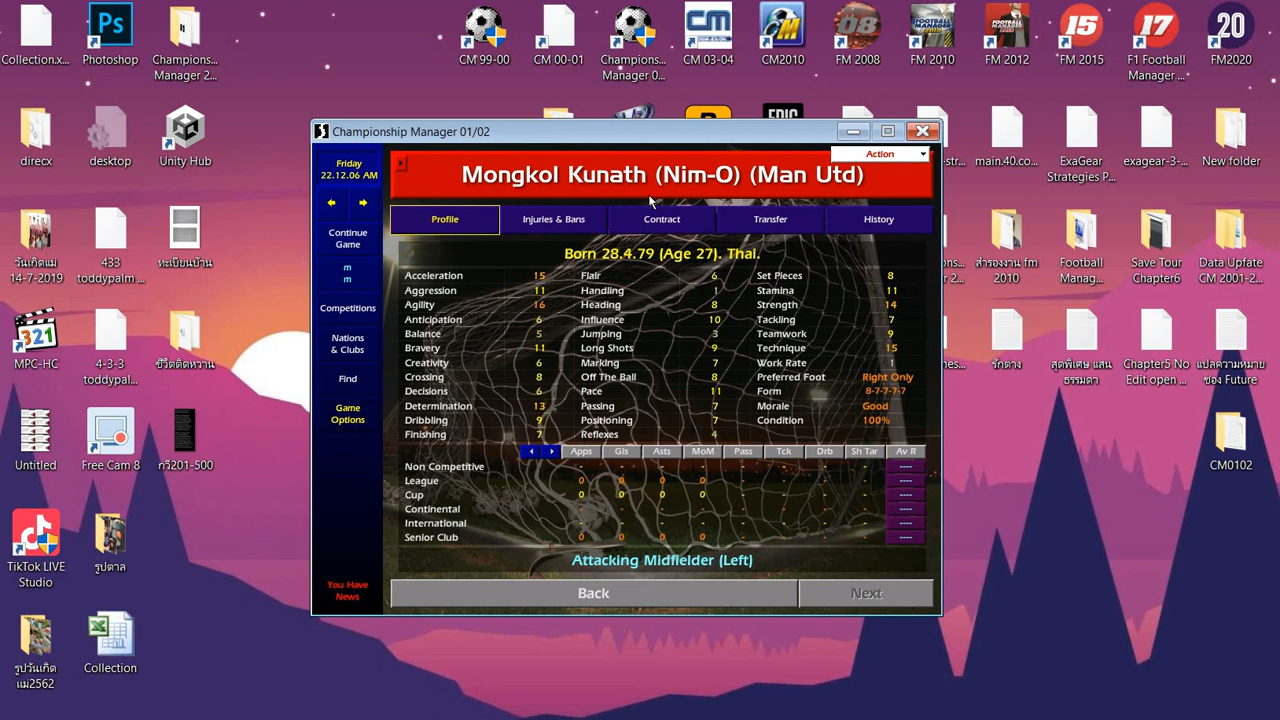 Collection.x...
Photoshop
Champions...
Manager 2...
CM 99-00
CM 00-01
Champions...
Manager 0...
CM 03-04
CM2010
FM 2008
FM 2010
FM 2012
FM 2015
F1 Football
Manager ...
FM2020
direcx
desktop
Unity Hub
main.40.co...
ExaGear
Strategies P...
exagear-3-...
New folder
วันเกิดแม่
14-7-2019
433
toddypalm ...
ทะเบียนบ้าน
สำรองงาน fm
2010
Football
Manag...
Save Tour
Chapter6
Data Upfate
CM 2001-2...
MPC-HC
4-3-3
toddypal...
ชีวิตติดหวาน
รักต่าง
สุดพิเศษ แสน
ธรรมดา
Chapter5 No
Edit open ...
แปลความหมาย
ของ Future
Untitled
Free Cam 8
กวี201-500
CM0102
TikTok LIVE
Studio
รูปตาล
รูปวันเกิด
แม่2562
Collection
Championship Manager 01/02
Friday
22.12.06 AM
Continue
Game
m
m
Competitions
Nations
& Clubs
Find
Game
Options
You Have
News
Action
Mongkol Kunath (Nim-O) (Man Utd)
Profile Injuries & Bans Contract Transfer History
Born 28.4.79 (Age 27). Thai.
Acceleration 15 Flair 6 Set Pieces 8
Aggression 11 Handling 1 Stamina 11
Agility 16 Heading 8 Strength 14
Anticipation 6 Influence 10 Tackling 7
Balance 5 Jumping 3 Teamwork 9
Bravery 11 Long Shots 9 Technique 15
Creativity 6 Marking 7 Work Rate 1
Crossing 8 Off The Ball 8 Preferred Foot Right Only
Decisions 6 Pace 11 Form 8-7-7-7-7
Determination 13 Passing 7 Morale Good
Dribbling 9 Positioning 7 Condition 100%
Finishing 7 Reflexes 4
Apps Gls Asts MoM Pass Tck Drb Sh Tar Av R
Non Competitive - - - - - - - - ----
League 0 0 0 0 - - - - ----
Cup 0 0 0 0 - - - - ----
Continental - - - - - - - - ----
International - - - - - - - - ----
Senior Club 0 0 0 0 - - - - ----
Attacking Midfielder (Left)
Back Next